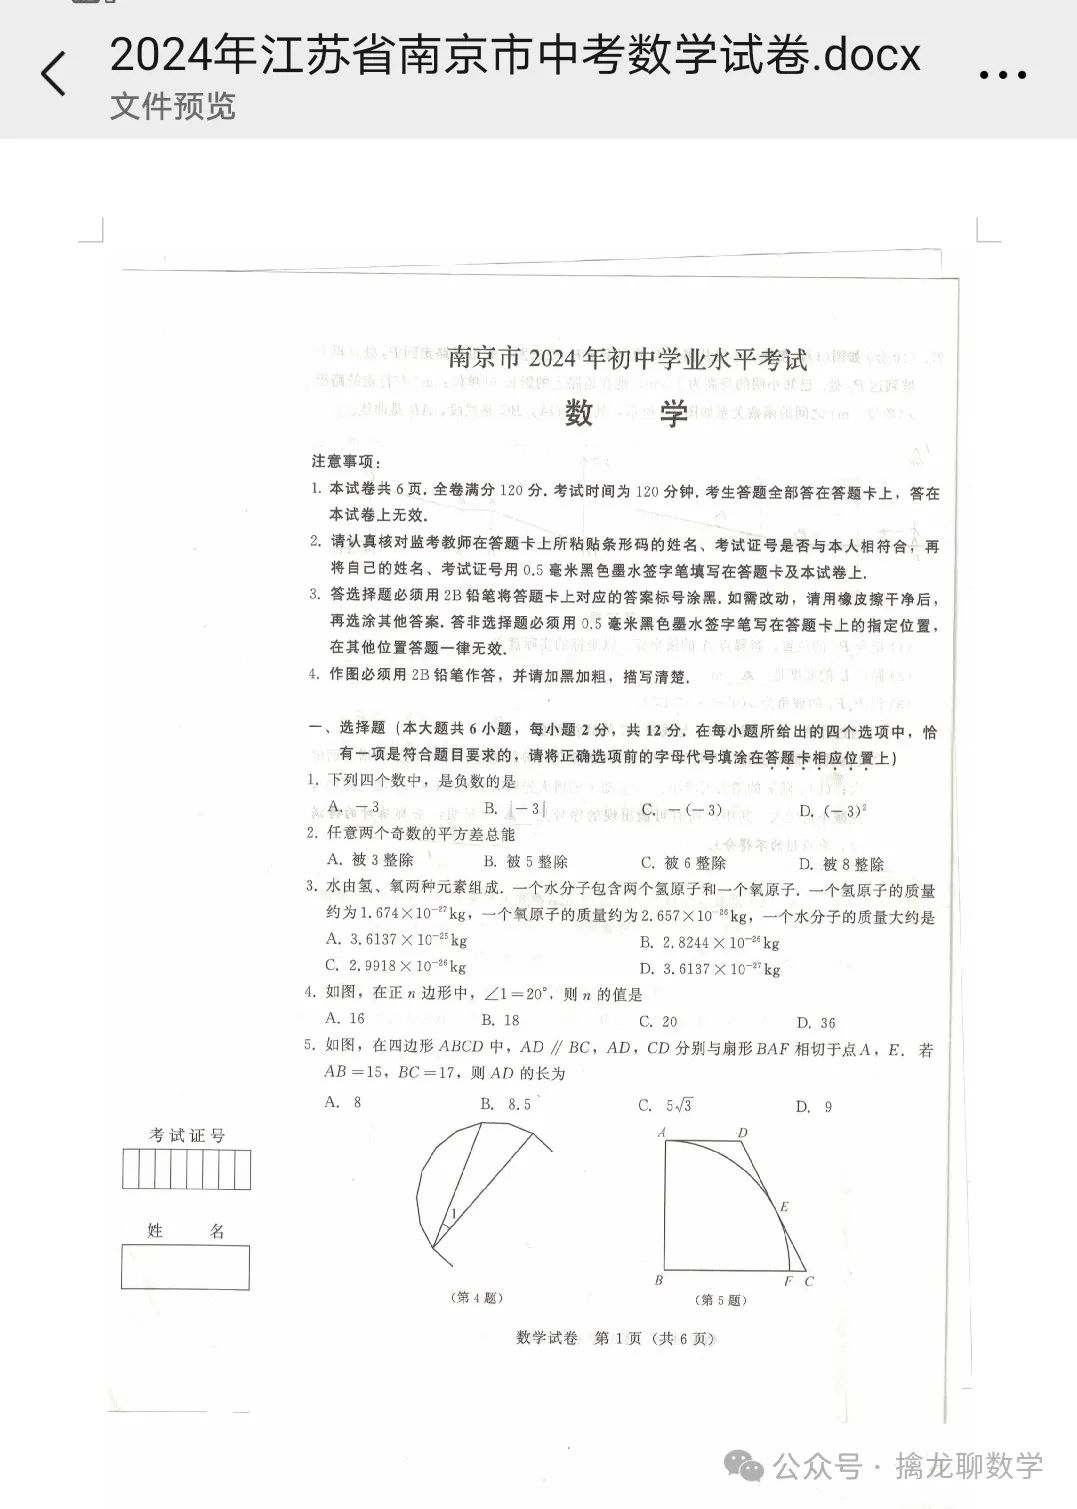 2024年江苏省南京市中考数学试卷.docx
文件预览
南京市2024年初中学业水平考试
数 学
注意事项：
1. 本试卷共6页. 全卷满分120分. 考试时间为120分钟. 考生答题全部答在答题卡上，答在
本试卷上无效.
2. 请认真核对监考教师在答题卡上所粘贴条形码的姓名、考试证号是否与本人相符合，再
将自己的姓名、考试证号用0.5毫米黑色墨水签字笔填写在答题卡及本试卷上.
3. 答选择题必须用2B铅笔将答题卡上对应的答案标号涂黑. 如需改动，请用橡皮擦干净后，
再选涂其他答案. 答非选择题必须用0.5毫米黑色墨水签字笔写在答题卡上的指定位置，
在其他位置答题一律无效.
4. 作图必须用2B铅笔作答，并请加黑加粗，描写清楚.
一、选择题（本大题共6小题，每小题2分，共12分. 在每小题所给出的四个选项中，恰
有一项是符合题目要求的，请将正确选项前的字母代号填涂在答题卡相应位置上）
1. 下列四个数中，是负数的是
A. －3 B. |－3| C. －(－3) D. (－3)²
2. 任意两个奇数的平方差总能
A. 被3整除 B. 被5整除 C. 被6整除 D. 被8整除
3. 水由氢、氧两种元素组成. 一个水分子包含两个氢原子和一个氧原子. 一个氢原子的质量
约为1.674×10⁻²⁷kg，一个氧原子的质量约为2.657×10⁻²⁶kg，一个水分子的质量大约是
A. 3.6137×10⁻²⁵kg B. 2.8244×10⁻²⁶kg
C. 2.9918×10⁻²⁶kg D. 3.6137×10⁻²⁷kg
4. 如图，在正n边形中，∠1＝20°，则n的值是
A. 16 B. 18 C. 20 D. 36
5. 如图，在四边形ABCD中，AD∥BC，AD，CD分别与扇形BAF相切于点A，E. 若
AB＝15，BC＝17，则AD的长为
A. 8 B. 8.5 C. 5√3 D. 9
考试证号
姓 名
1
（第4题）
A D
E
B F C
（第5题）
数学试卷 第1页（共6页）
公众号·擒龙聊数学